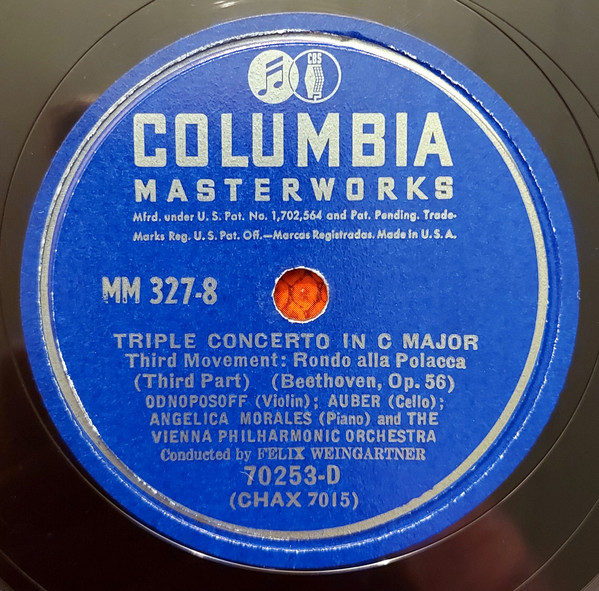 CBS
COLUMBIA
MASTERWORKS
Mfrd. under U. S. Pat. No. 1,702,564 and Pat. Pending. Trade-
Marks Reg. U. S. Pat. Off.—Marcas Registradas. Made in U. S. A.
MM 327-8
TRIPLE CONCERTO IN C MAJOR
Third Movement: Rondo alla Polacca
(Third Part) (Beethoven, Op. 56)
ODNOPOSOFF (Violin); AUBER (Cello);
ANGELICA MORALES (Piano) and THE
VIENNA PHILHARMONIC ORCHESTRA
Conducted by FELIX WEINGARTNER
70253-D
(CHAX 7015)